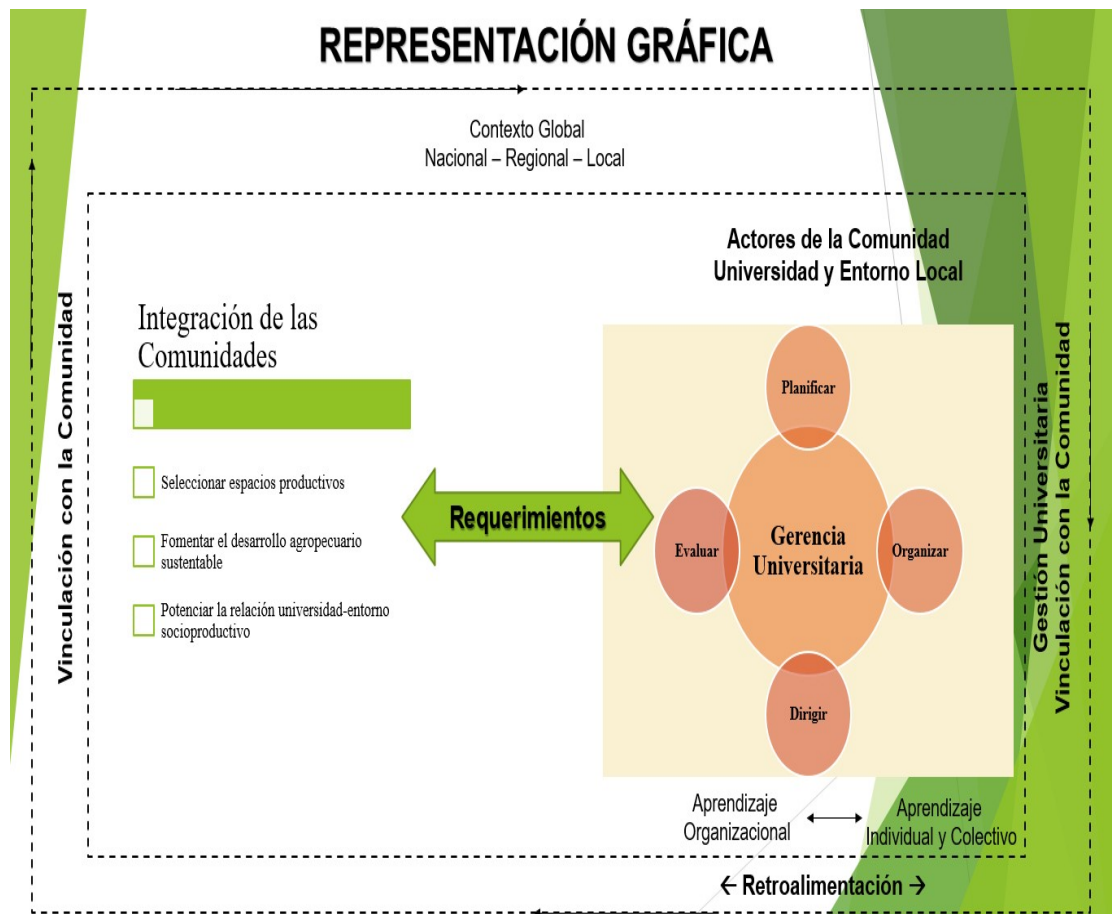 REPRESENTACIÓN GRÁFICA
Contexto Global
Nacional – Regional – Local
Vinculación con la Comunidad
Integración de las
Comunidades
Seleccionar espacios productivos
Fomentar el desarrollo agropecuario
sustentable
Potenciar la relación universidad-entorno
socioproductivo
Requerimientos
Actores de la Comunidad
Universidad y Entorno Local
Planificar
Evaluar
Gerencia
Universitaria
Organizar
Dirigir
Aprendizaje
Organizacional
Aprendizaje
Individual y Colectivo
Gestión Universitaria
Vinculación con la Comunidad
← Retroalimentación →